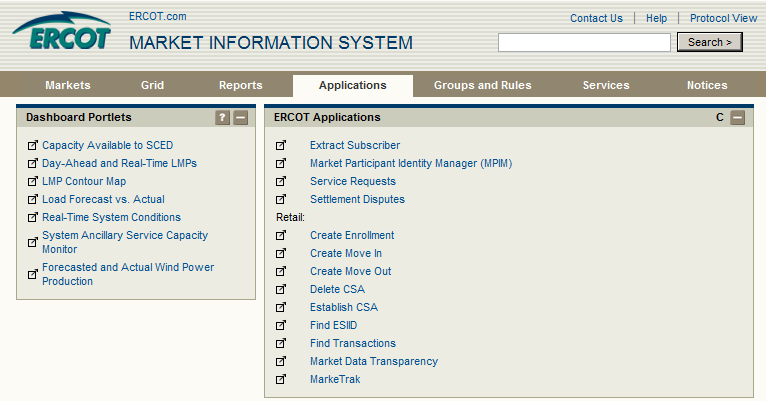 ERCOT
ERCOT.com
MARKET INFORMATION SYSTEM
Contact Us | Help | Protocol View
Search >
Markets Grid Reports Applications Groups and Rules Services Notices
Dashboard Portlets ?
Capacity Available to SCED
Day-Ahead and Real-Time LMPs
LMP Contour Map
Load Forecast vs. Actual
Real-Time System Conditions
System Ancillary Service Capacity
Monitor
Forecasted and Actual Wind Power
Production
ERCOT Applications C
Extract Subscriber
Market Participant Identity Manager (MPIM)
Service Requests
Settlement Disputes
Retail:
Create Enrollment
Create Move In
Create Move Out
Delete CSA
Establish CSA
Find ESIID
Find Transactions
Market Data Transparency
MarkeTrak